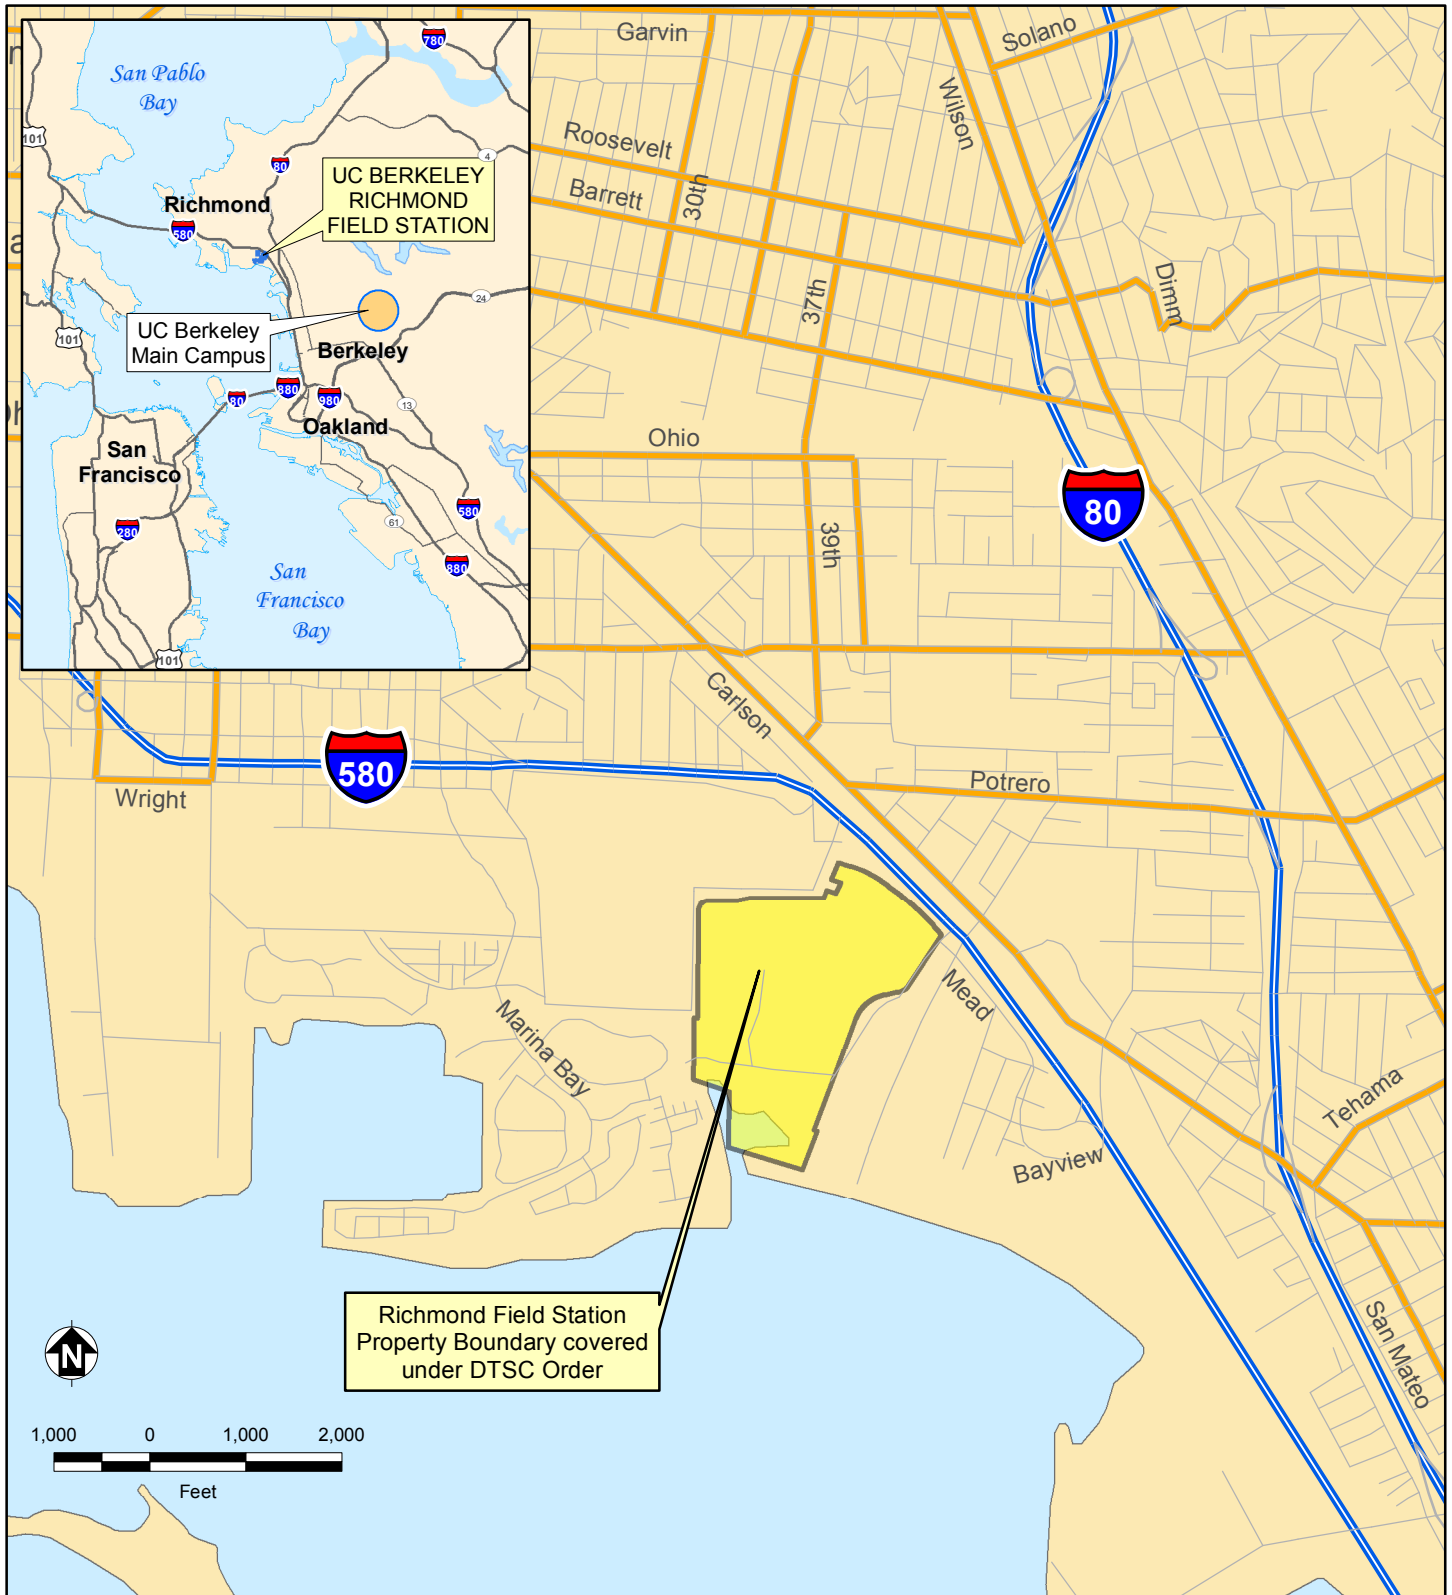 San Pablo
Bay
780
101
4
80
UC BERKELEY
RICHMOND
FIELD STATION
Richmond
580
24
101
UC Berkeley
Main Campus
Berkeley
880
80
980
13
Oakland
San
Francisco
580
280
61
880
San
Francisco
Bay
101
Garvin
Solano
Wilson
Roosevelt
Barrett
30th
37th
Dimm
Ohio
39th
80
Carlson
580
Wright
Potrero
Mead
Marina Bay
Tehama
Bayview
San Mateo
Richmond Field Station
Property Boundary covered
under DTSC Order
N
1,000 0 1,000 2,000
Feet